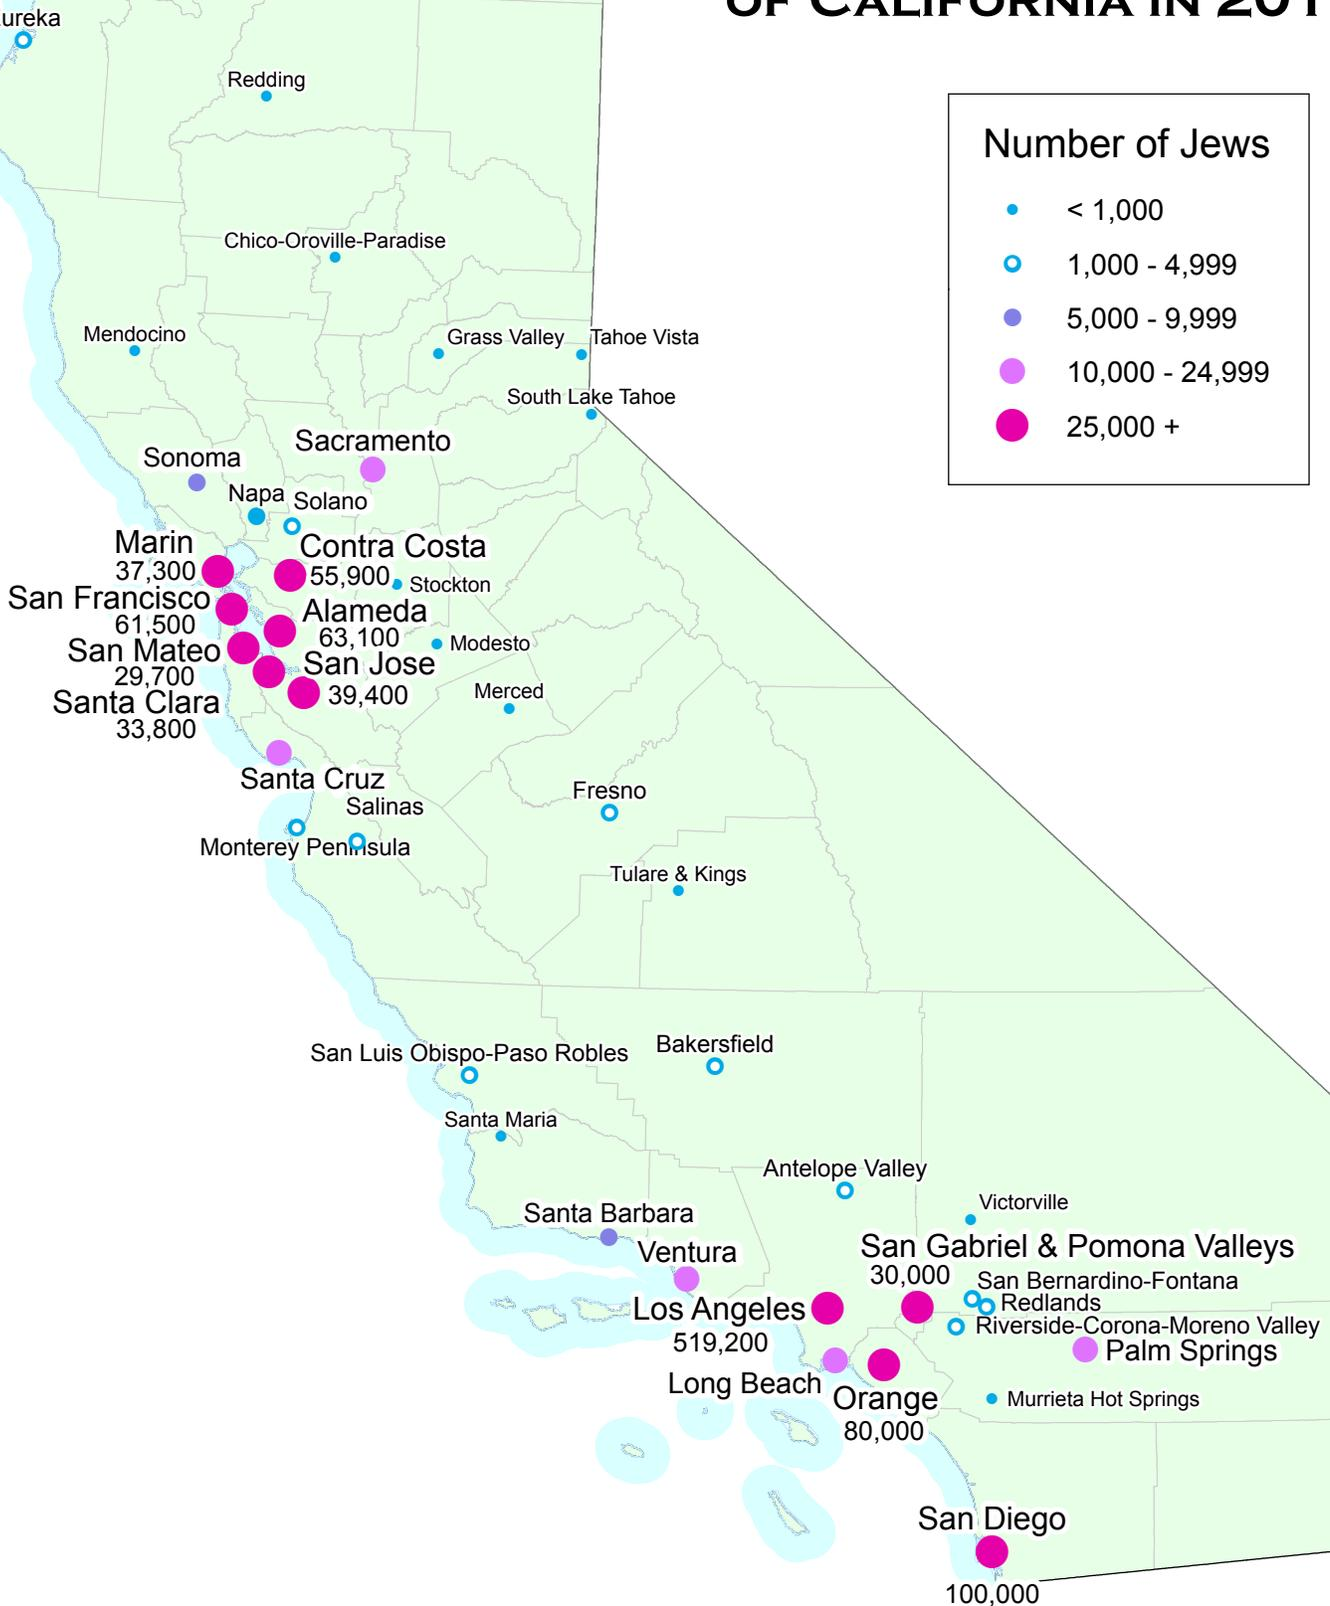 OF CALIFORNIA IN 201
ureka
Redding
Number of Jews
< 1,000
1,000 - 4,999
5,000 - 9,999
10,000 - 24,999
25,000 +
Chico-Oroville-Paradise
Mendocino
Grass Valley
Tahoe Vista
South Lake Tahoe
Sacramento
Sonoma
Napa
Solano
Marin
37,300
Contra Costa
55,900
Stockton
San Francisco
61,500
Alameda
63,100
Modesto
San Mateo
29,700
San Jose
39,400
Santa Clara
33,800
Merced
Santa Cruz
Salinas
Monterey Peninsula
Fresno
Tulare & Kings
San Luis Obispo-Paso Robles
Bakersfield
Santa Maria
Antelope Valley
Victorville
Santa Barbara
Ventura
San Gabriel & Pomona Valleys
30,000
San Bernardino-Fontana
Redlands
Los Angeles
519,200
Riverside-Corona-Moreno Valley
Palm Springs
Long Beach
Orange
80,000
Murrieta Hot Springs
San Diego
100,000